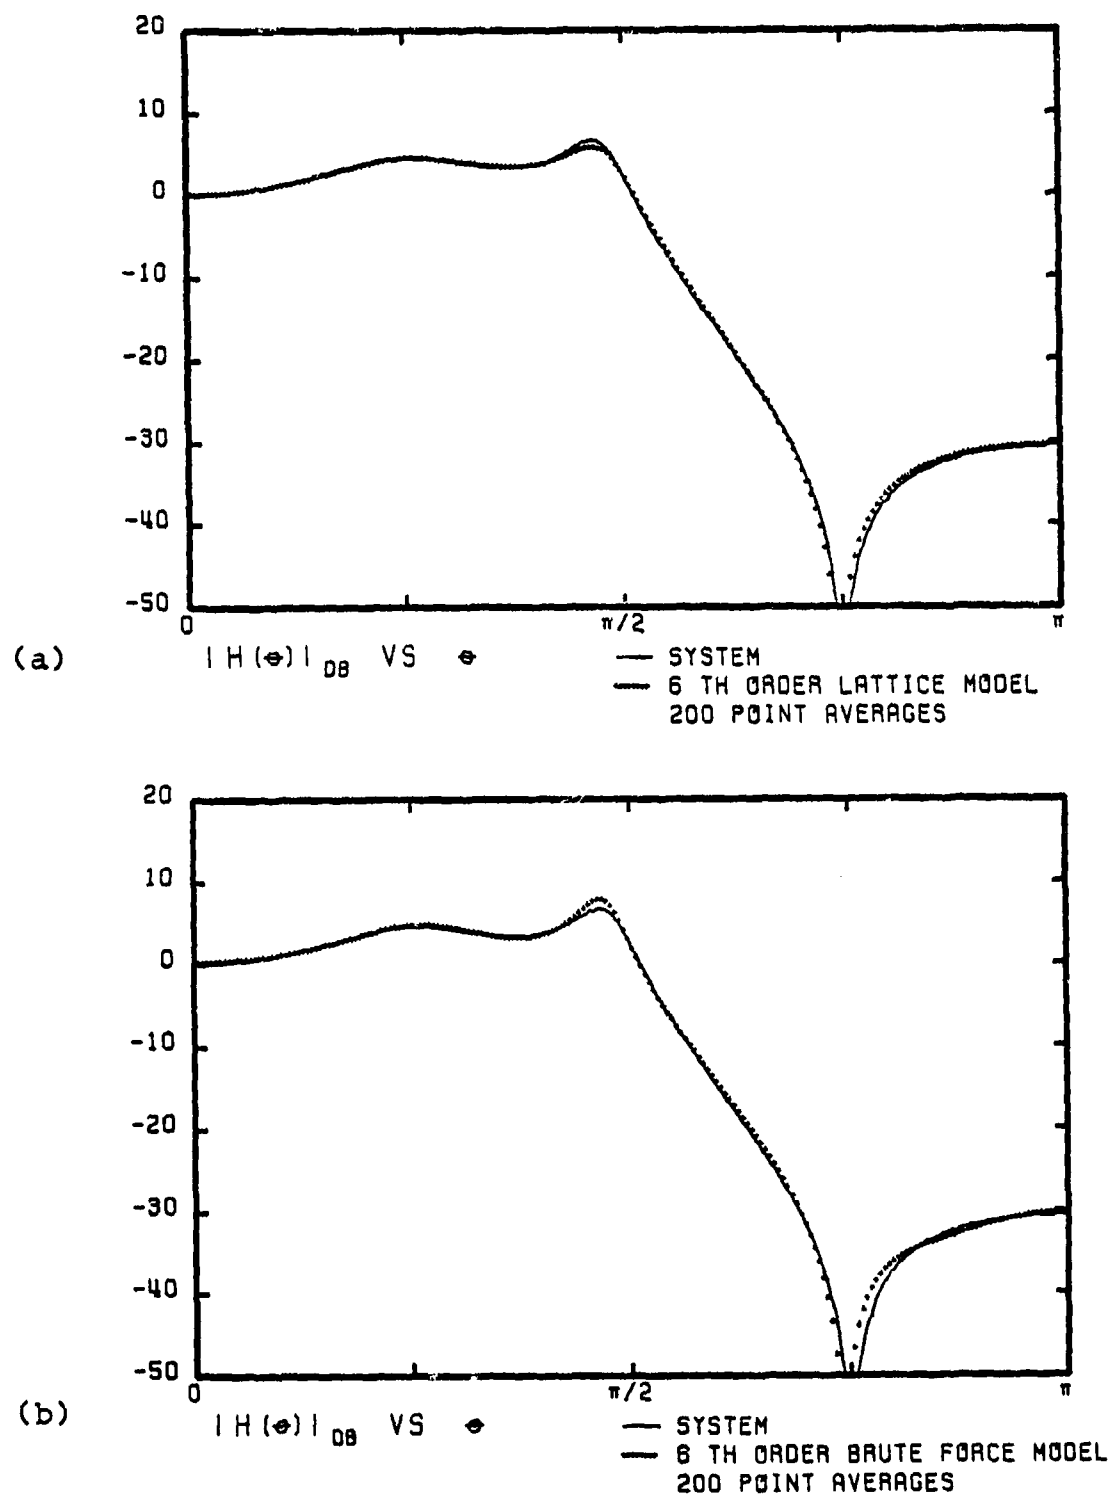 20
10
0
-10
-20
-30
-40
-50
0 π/2 π
(a) |H(θ)|DB VS θ
SYSTEM
6 TH ORDER LATTICE MODEL
200 POINT AVERAGES
20
10
0
-10
-20
-30
-40
-50
0 π/2 π
(b) |H(θ)|DB VS θ
SYSTEM
6 TH ORDER BRUTE FORCE MODEL
200 POINT AVERAGES